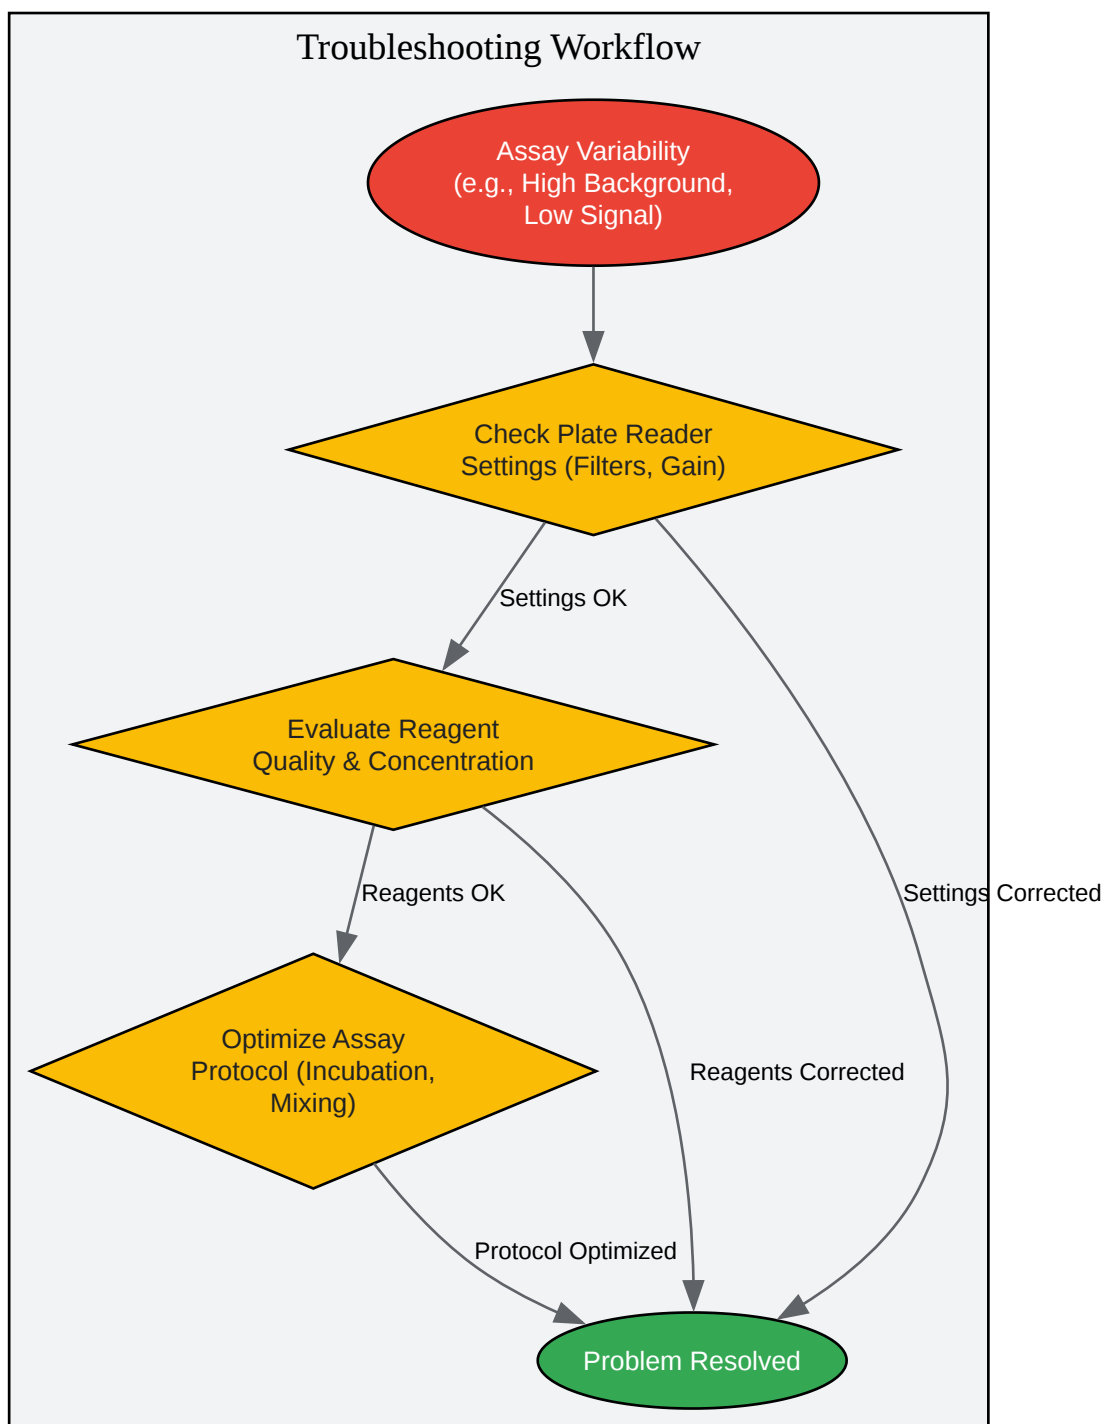 Troubleshooting Workflow
Assay Variability
(e.g., High Background,
Low Signal)
Check Plate Reader
Settings (Filters, Gain)
Settings OK
Evaluate Reagent
Quality & Concentration
Reagents OK
Settings Corrected
Optimize Assay
Protocol (Incubation,
Mixing)
Reagents Corrected
Protocol Optimized
Problem Resolved